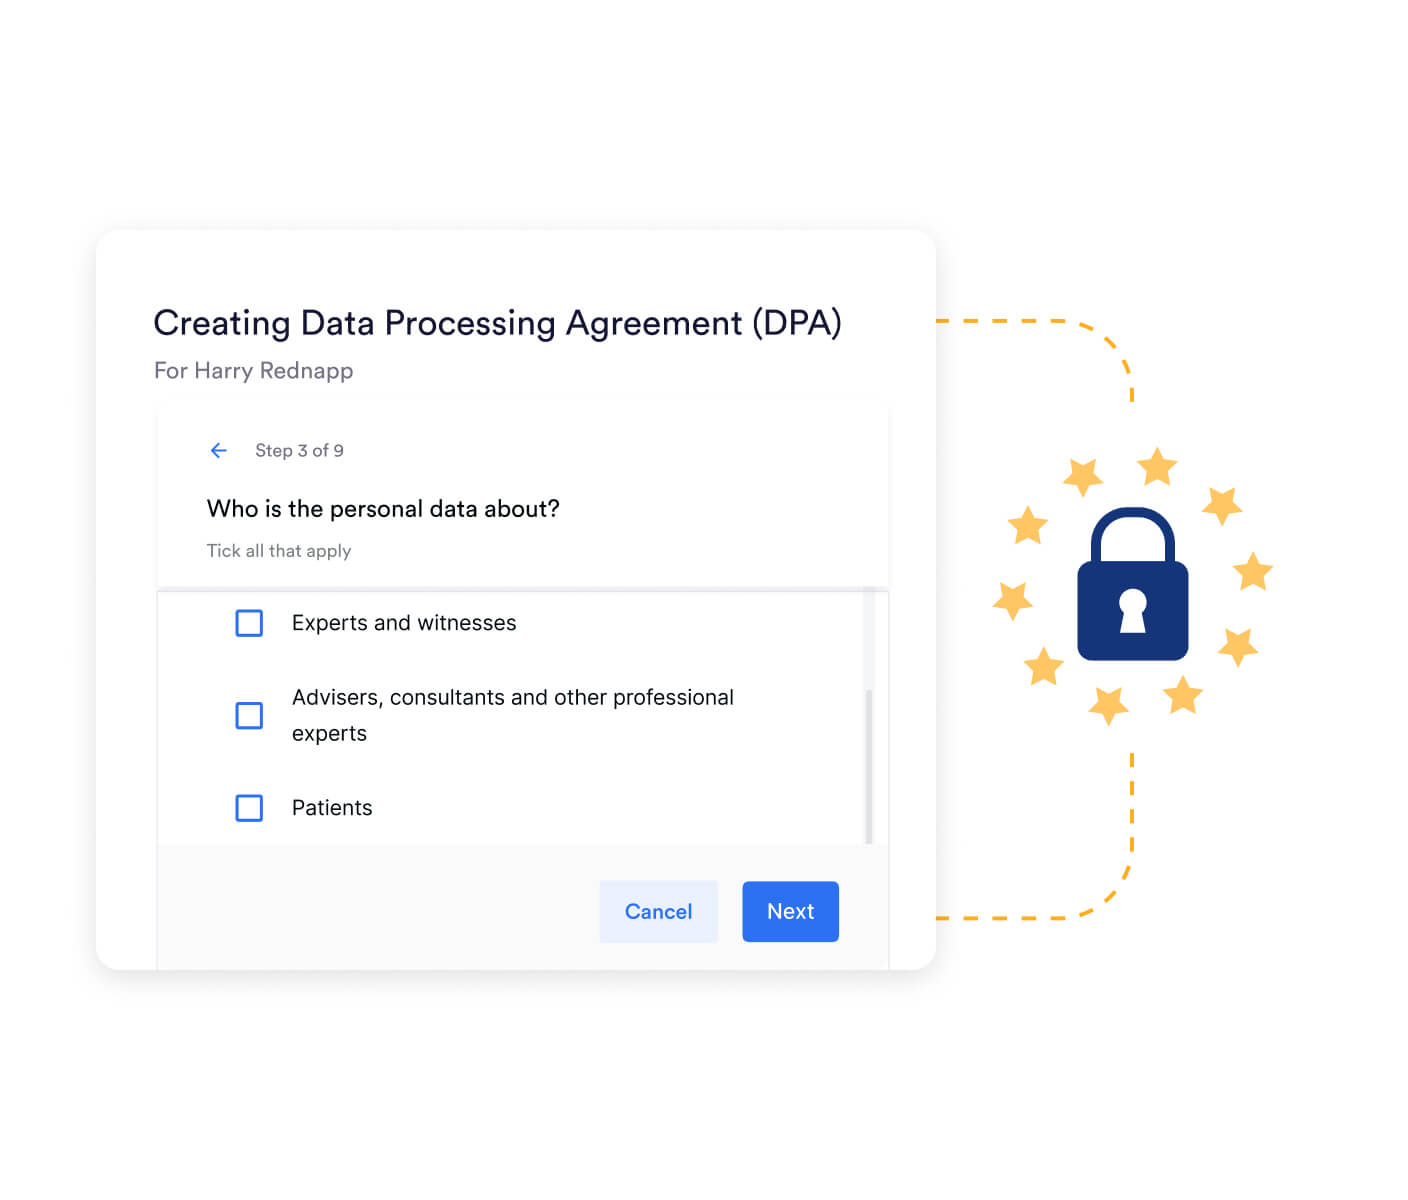 Creating Data Processing Agreement (DPA)
For Harry Rednapp
Step 3 of 9
Who is the personal data about?
Tick all that apply
Experts and witnesses
Advisers, consultants and other professional
experts
Patients
Cancel
Next